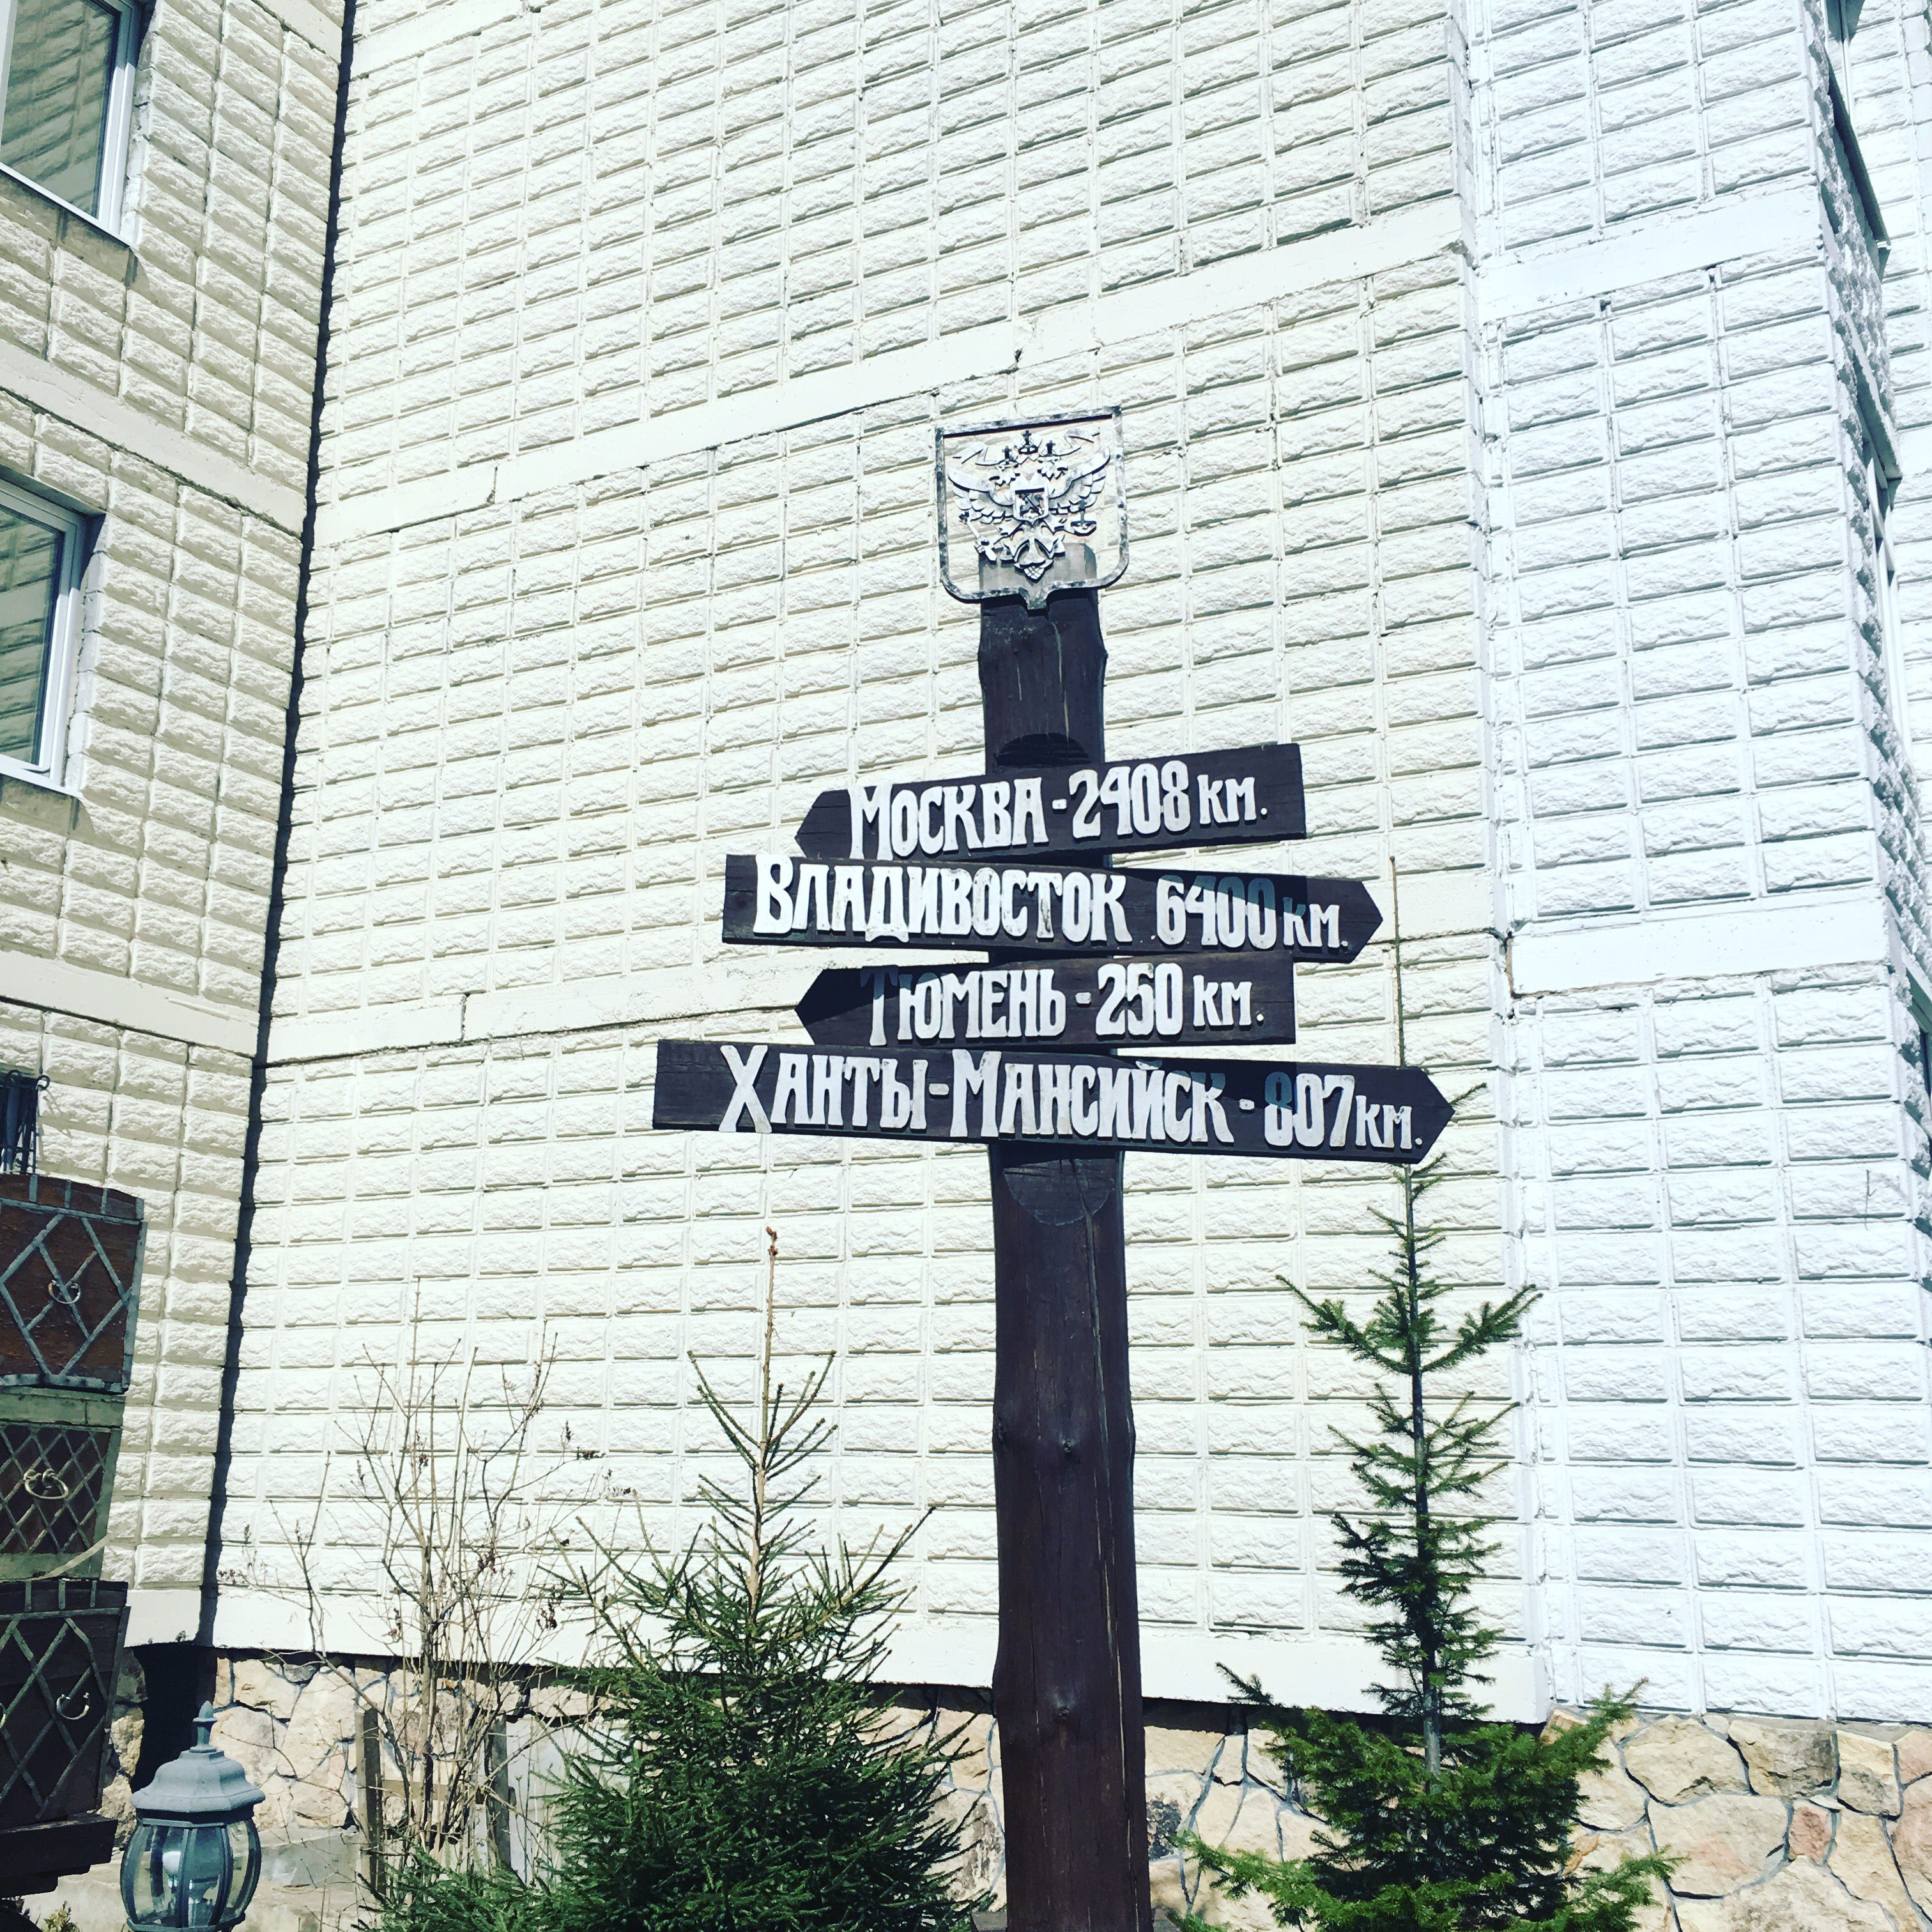 Москва - 2408 км.
Владивосток 6400 км.
Тюмень - 250 км.
Ханты-Мансийск - 807 км.